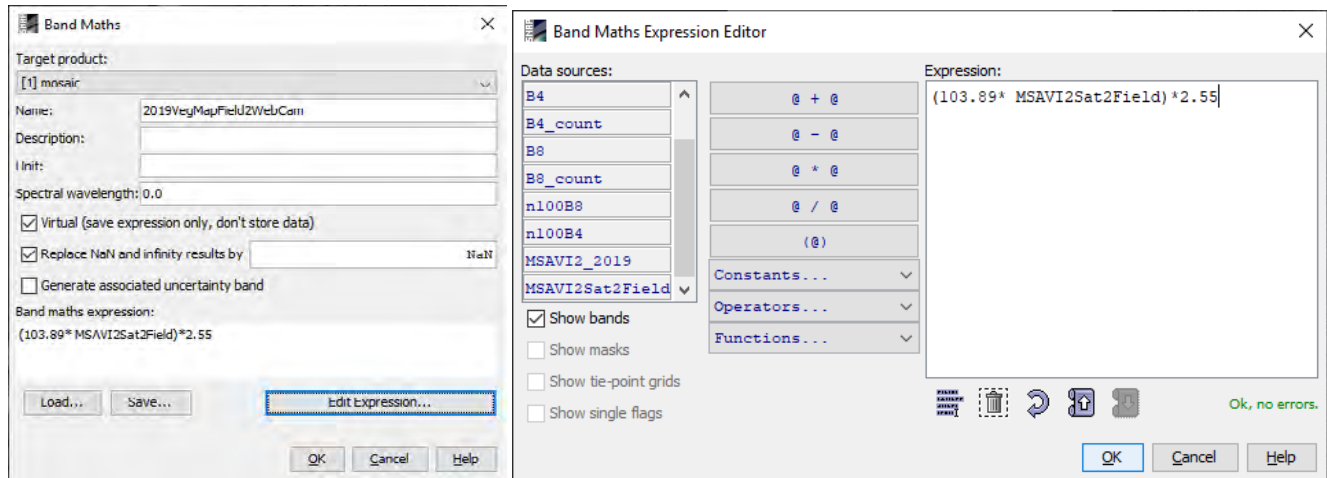 Band Maths
Target product:
[1] mosaic
Name: 2019VegMapField2WebCam
Description:
Unit:
Spectral wavelength: 0.0
Virtual (save expression only, don't store data)
Replace NaN and infinity results by NaN
Generate associated uncertainty band
Band maths expression:
(103.89* MSAVI2Sat2Field)*2.55
Load... Save... Edit Expression...
OK Cancel Help
Band Maths Expression Editor
Data sources:
B4
B4_count
B8
B8_count
n100B8
n100B4
MSAVI2_2019
MSAVI2Sat2Field
Show bands
Show masks
Show tie-point grids
Show single flags
@ + @
@ - @
@ * @
@ / @
(@)
Constants...
Operators...
Functions...
Expression:
(103.89* MSAVI2Sat2Field)*2.55
Ok, no errors.
OK Cancel Help